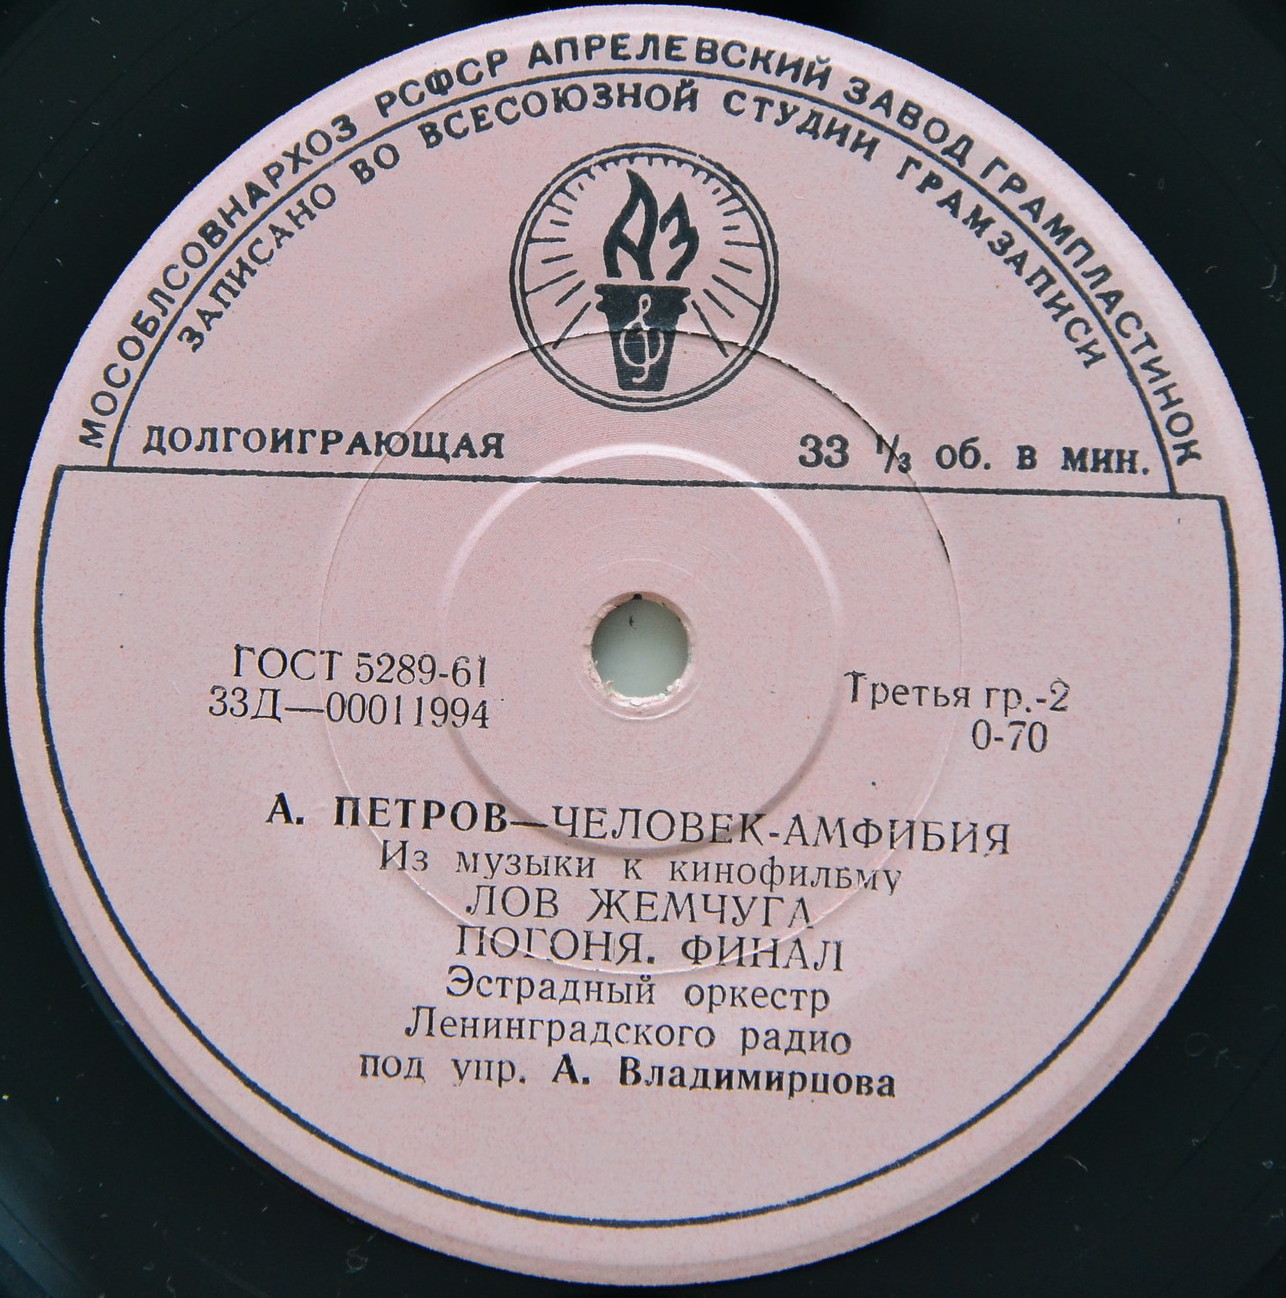 МОСОБЛСОВНАРХОЗ РСФСР АПРЕЛЕВСКИЙ ЗАВОД ГРАМПЛАСТИНОК
ЗАПИСАНО ВО ВСЕСОЮЗНОЙ СТУДИИ ГРАМЗАПИСИ
АЗ
ДОЛГОИГРАЮЩАЯ 33 1/3 об. в мин.
ГОСТ 5289-61
33Д—00011994
Третья гр.-2
0-70
А. ПЕТРОВ—ЧЕЛОВЕК-АМФИБИЯ
Из музыки к кинофильму
ЛОВ ЖЕМЧУГА
ПОГОНЯ. ФИНАЛ
Эстрадный оркестр
Ленинградского радио
под упр. А. Владимирцова